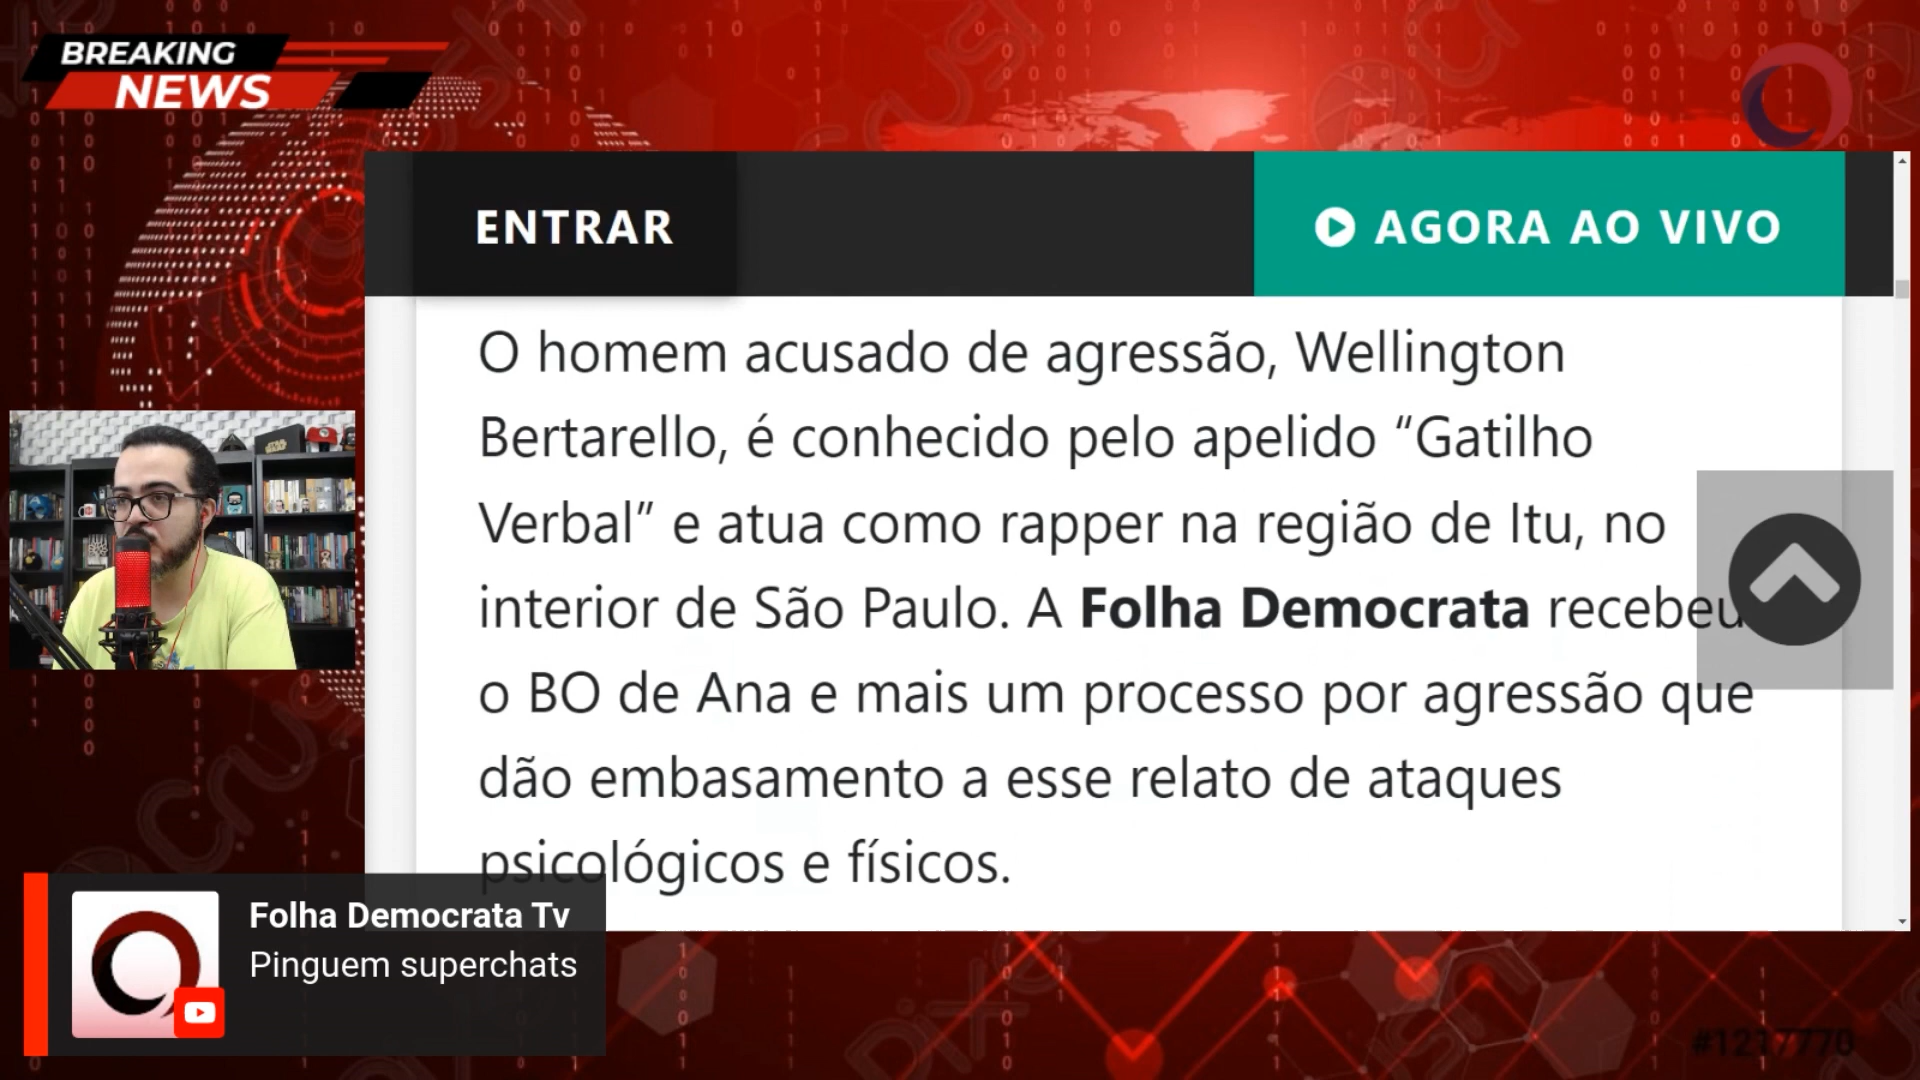 BREAKING
NEWS
ENTRAR
AGORA AO VIVO
O homem acusado de agressão, Wellington
Bertarello, é conhecido pelo apelido “Gatilho
Verbal” e atua como rapper na região de Itu, no
interior de São Paulo. A Folha Democrata recebeu
o BO de Ana e mais um processo por agressão que
dão embasamento a esse relato de ataques
psicológicos e físicos.
Folha Democrata Tv
Pinguem superchats
#1217770